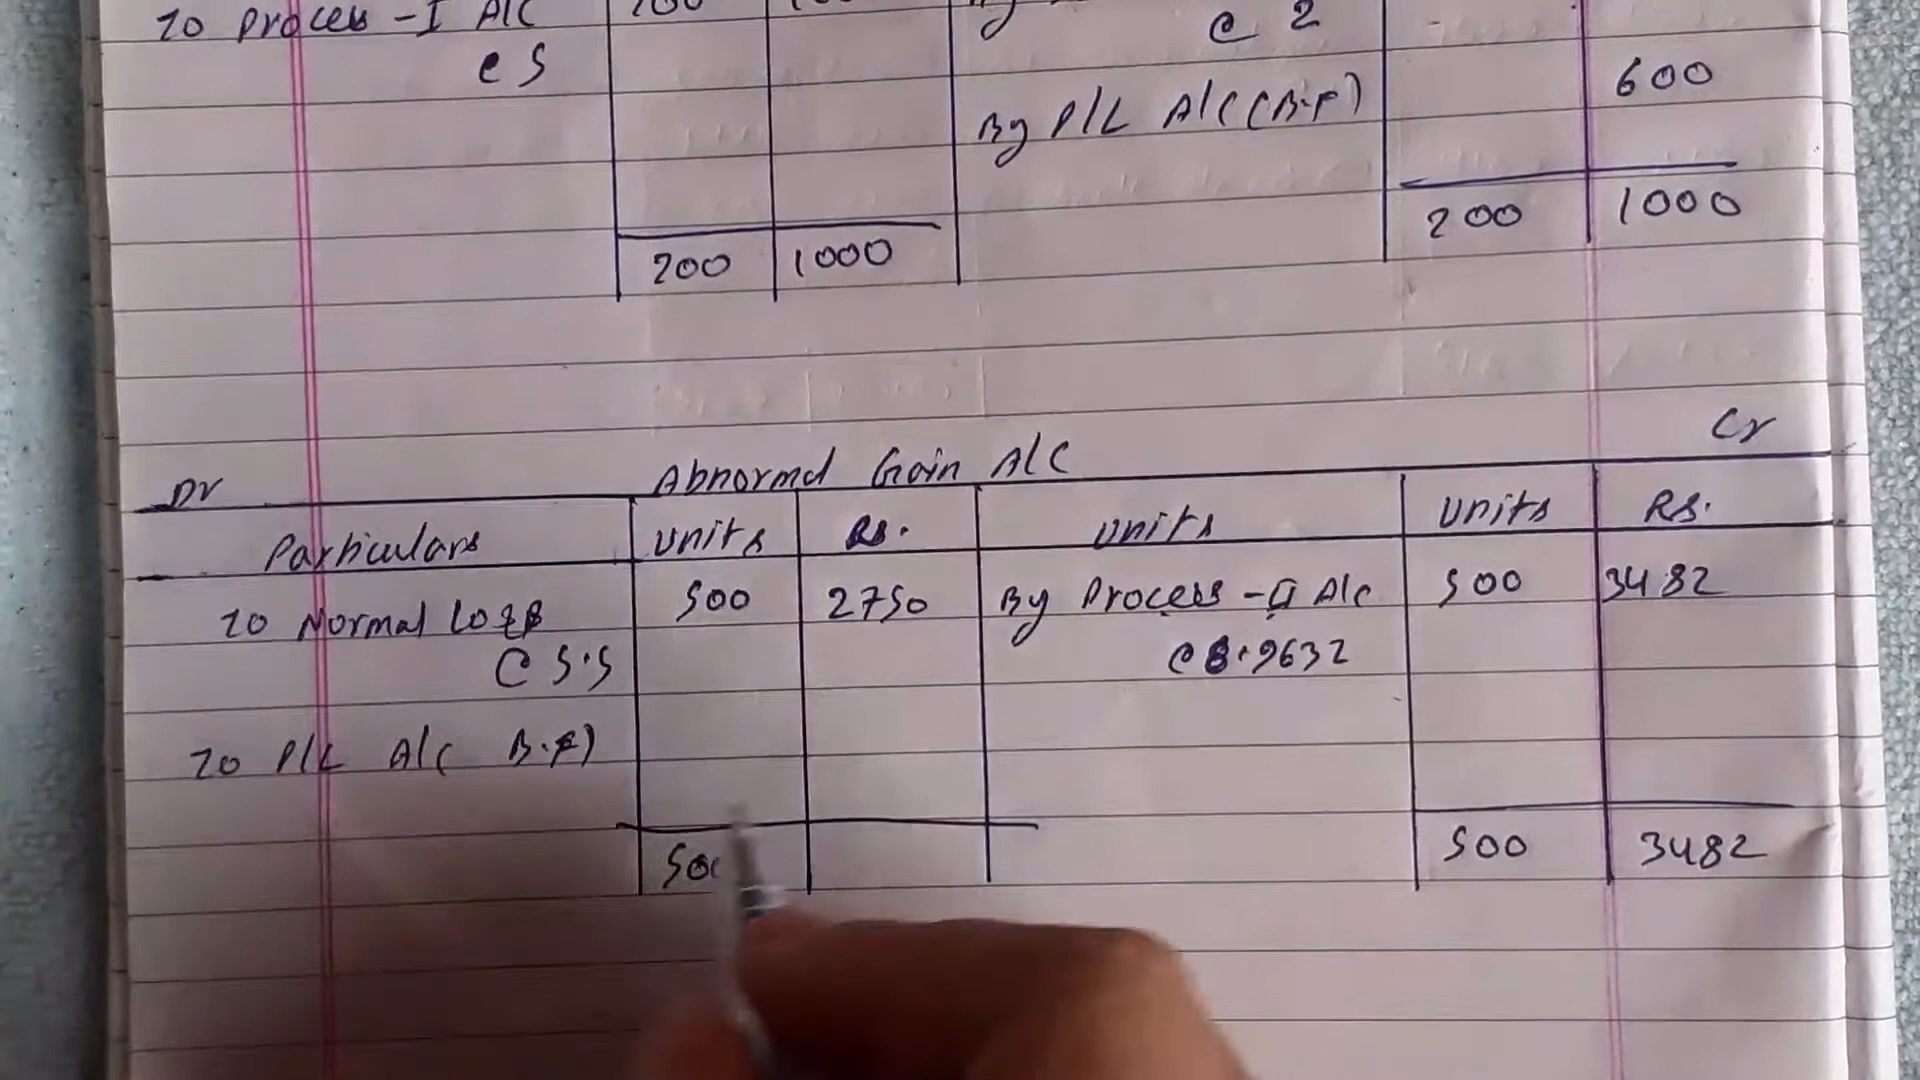 To Process -I A/C
@ 5
@ 2
600
By P/L A/C (B.F)
200 1000
200 1000
Cr
Dr Abnormal Gain A/C
Particulars Units Rs. Units Units Rs.
To Normal Loss 500 2750 By Process -II A/c 500 3482
@ 5.5 @ 6.9632
To P/L A/C B.F)
500 3482